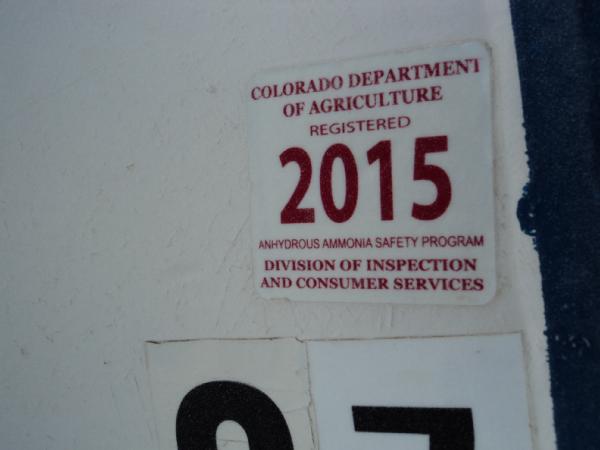 COLORADO DEPARTMENT
OF AGRICULTURE
REGISTERED
2015
ANHYDROUS AMMONIA SAFETY PROGRAM
DIVISION OF INSPECTION
AND CONSUMER SERVICES